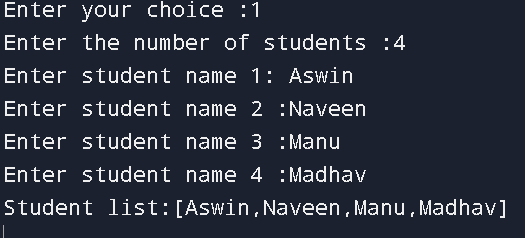 Enter your choice :1
Enter the number of students :4
Enter student name 1: Aswin
Enter student name 2 :Naveen
Enter student name 3 :Manu
Enter student name 4 :Madhav
Student list:[Aswin,Naveen,Manu,Madhav]